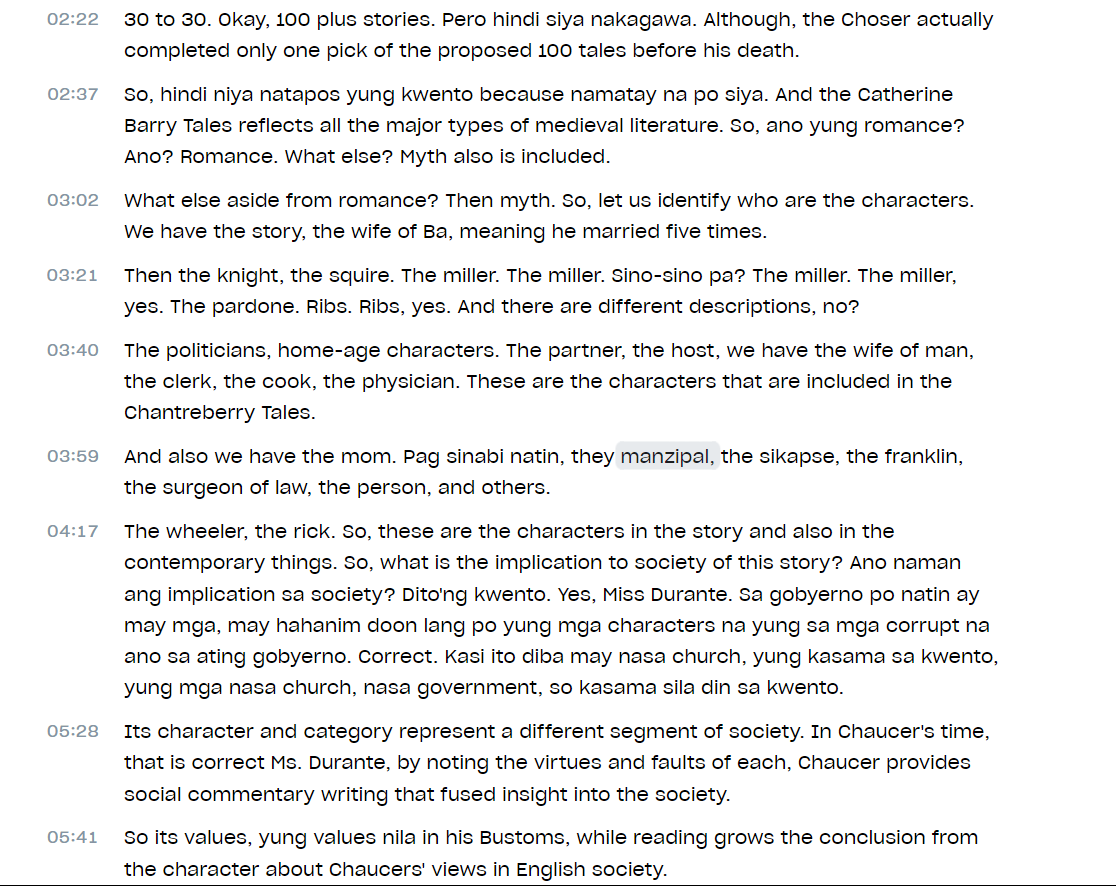 02:22 30 to 30. Okay, 100 plus stories. Pero hindi siya nakagawa. Although, the Choser actually
completed only one pick of the proposed 100 tales before his death.
02:37 So, hindi niya natapos yung kwento because namatay na po siya. And the Catherine
Barry Tales reflects all the major types of medieval literature. So, ano yung romance?
Ano? Romance. What else? Myth also is included.
03:02 What else aside from romance? Then myth. So, let us identify who are the characters.
We have the story, the wife of Ba, meaning he married five times.
03:21 Then the knight, the squire. The miller. The miller. Sino-sino pa? The miller. The miller,
yes. The pardone. Ribs. Ribs, yes. And there are different descriptions, no?
03:40 The politicians, home-age characters. The partner, the host, we have the wife of man,
the clerk, the cook, the physician. These are the characters that are included in the
Chantreberry Tales.
03:59 And also we have the mom. Pag sinabi natin, they manzipal, the sikapse, the franklin,
the surgeon of law, the person, and others.
04:17 The wheeler, the rick. So, these are the characters in the story and also in the
contemporary things. So, what is the implication to society of this story? Ano naman
ang implication sa society? Dito'ng kwento. Yes, Miss Durante. Sa gobyerno po natin ay
may mga, may hahanim doon lang po yung mga characters na yung sa mga corrupt na
ano sa ating gobyerno. Correct. Kasi ito diba may nasa church, yung kasama sa kwento,
yung mga nasa church, nasa government, so kasama sila din sa kwento.
05:28 Its character and category represent a different segment of society. In Chaucer's time,
that is correct Ms. Durante, by noting the virtues and faults of each, Chaucer provides
social commentary writing that fused insight into the society.
05:41 So its values, yung values nila in his Bustoms, while reading grows the conclusion from
the character about Chaucers' views in English society.